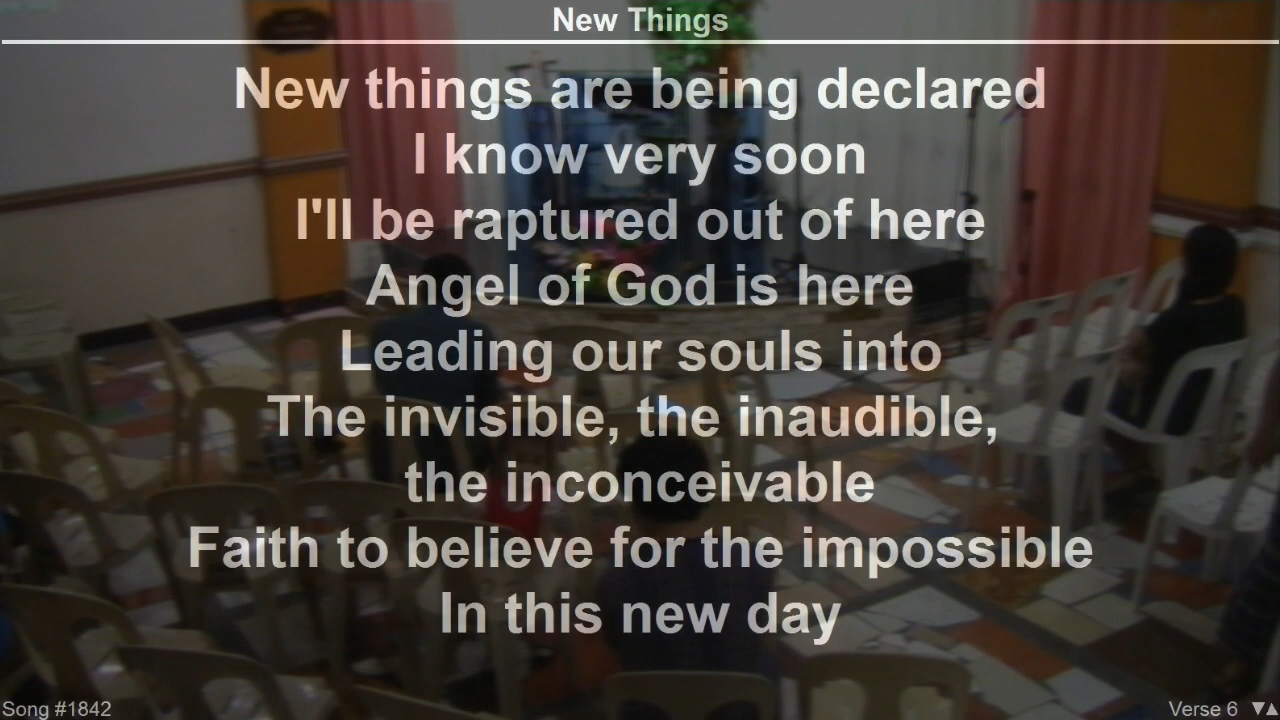 New Things
New things are being declared
I know very soon
I'll be raptured out of here
Angel of God is here
Leading our souls into
The invisible, the inaudible,
the inconceivable
Faith to believe for the impossible
In this new day
Song #1842
Verse 6 ▼▲